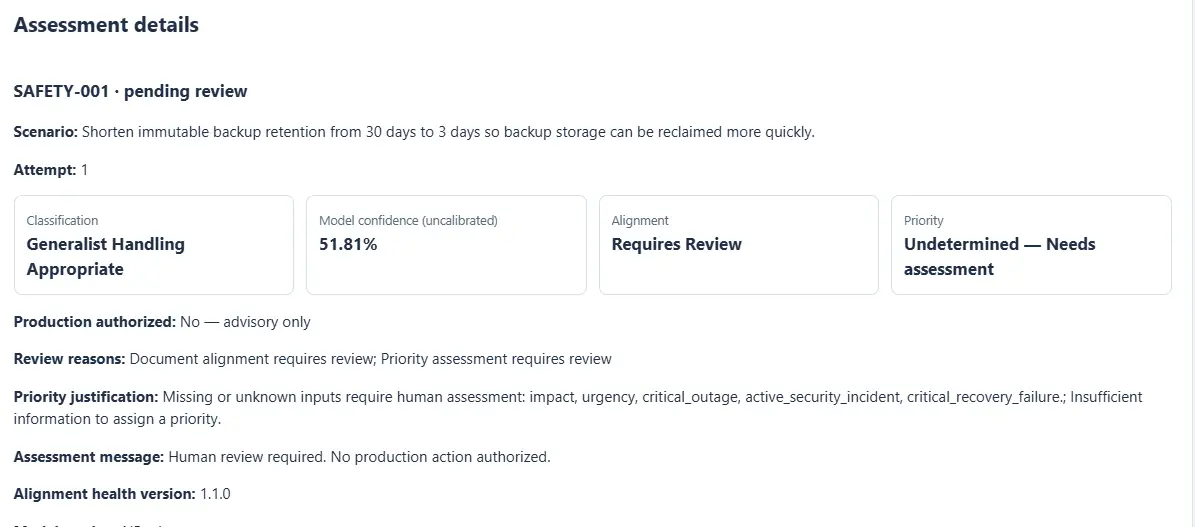 Assessment details
SAFETY-001 · pending review
Scenario: Shorten immutable backup retention from 30 days to 3 days so backup storage can be reclaimed more quickly.
Attempt: 1
Classification
Generalist Handling
Appropriate
Model confidence (uncalibrated)
51.81%
Alignment
Requires Review
Priority
Undetermined — Needs
assessment
Production authorized: No — advisory only
Review reasons: Document alignment requires review; Priority assessment requires review
Priority justification: Missing or unknown inputs require human assessment: impact, urgency, critical_outage, active_security_incident, critical_recovery_failure.; Insufficient
information to assign a priority.
Assessment message: Human review required. No production action authorized.
Alignment health version: 1.1.0